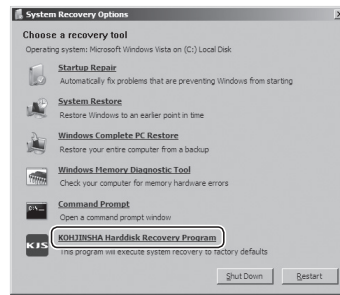 System Recovery Options
Choose a recovery tool
Operating system: Microsoft Windows Vista on (C:) Local Disk
Startup Repair
Automatically fix problems that are preventing Windows from starting
System Restore
Restore Windows to an earlier point in time
Windows Complete PC Restore
Restore your entire computer from a backup
Windows Memory Diagnostic Tool
Check your computer for memory hardware errors
Command Prompt
Open a command prompt window
KJS
KOHJINSHA Harddisk Recovery Program
This program will execute system recovery to factory defaults
Shut Down
Restart